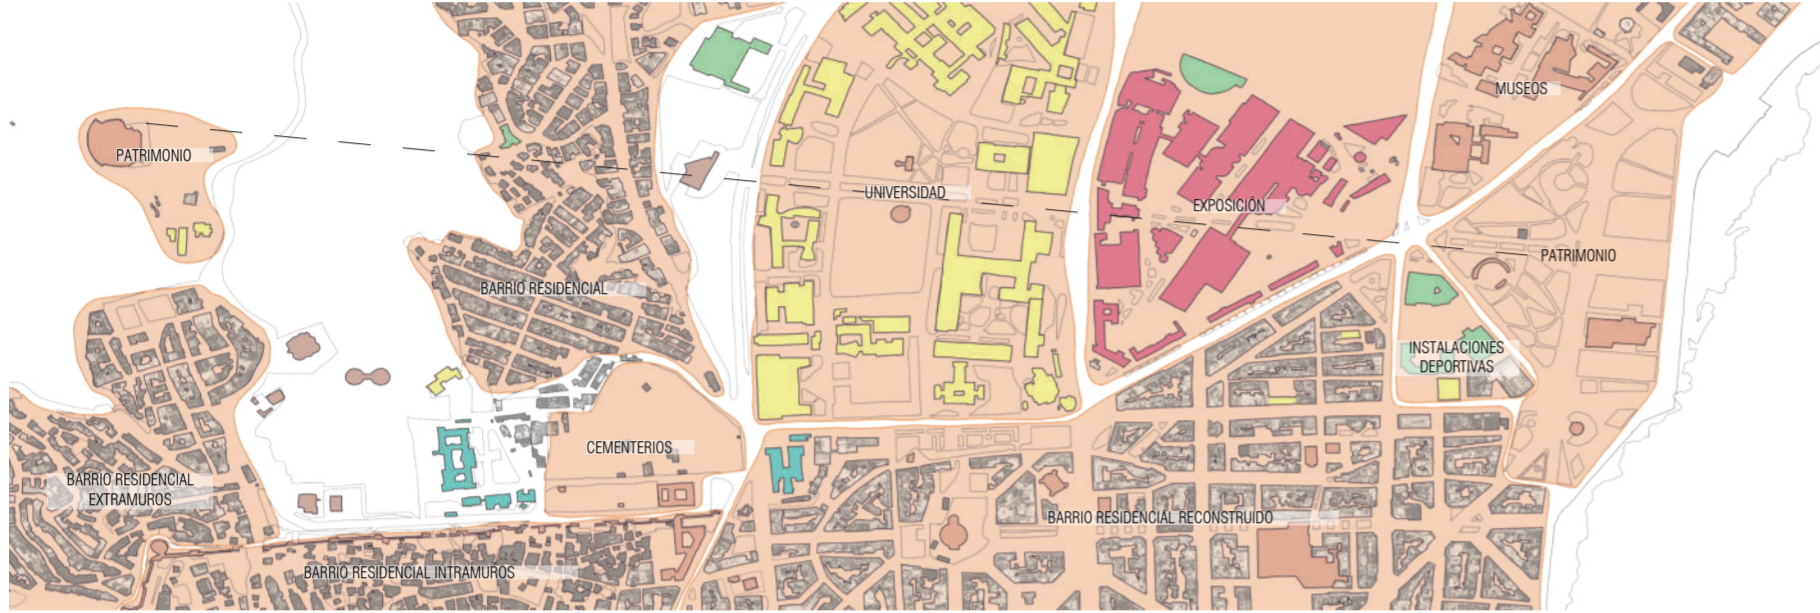 MUSEOS
PATRIMONIO
UNIVERSIDAD
EXPOSICIÓN
PATRIMONIO
BARRIO RESIDENCIAL
INSTALACIONES
DEPORTIVAS
CEMENTERIOS
BARRIO RESIDENCIAL
EXTRAMUROS
BARRIO RESIDENCIAL RECONSTRUIDO
BARRIO RESIDENCIAL INTRAMUROS